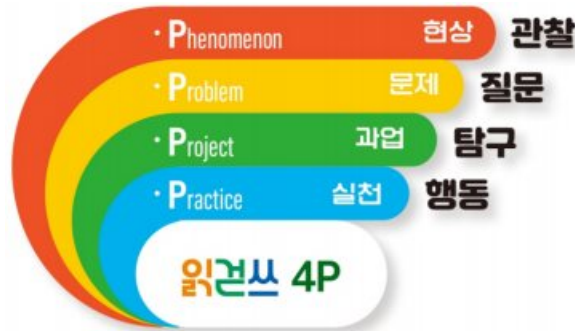 · Phenomenon 현상 관찰
· Problem 문제 질문
· Project 과업 탐구
· Practice 실천 행동
읽걷쓰 4P